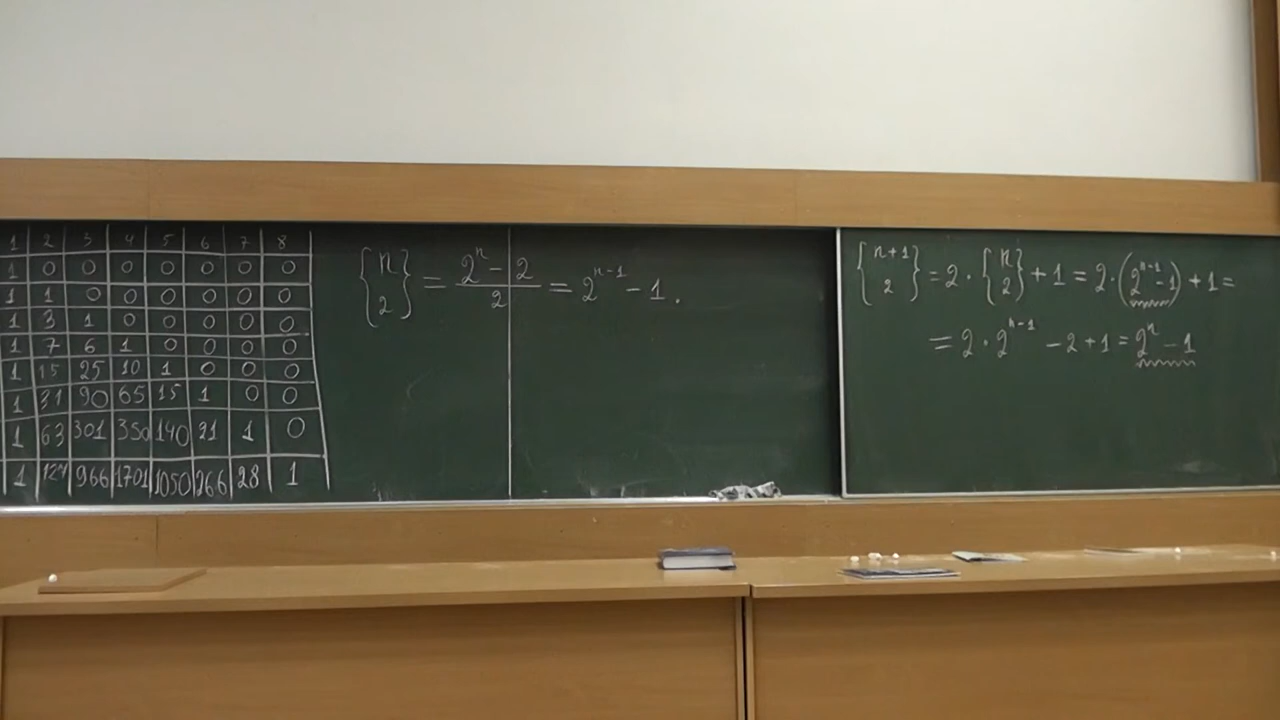 1 2 3 4 5 6 7 8
1 0 0 0 0 0 0 0
1 1 0 0 0 0 0 0
1 3 1 0 0 0 0 0
1 7 6 1 0 0 0 0
1 15 25 10 1 0 0 0
1 31 90 65 15 1 0 0
1 63 301 350 140 21 1 0
1 127 966 1701 1050 266 28 1
{n 2} = (2^n - 2)/2 = 2^(n-1) - 1.
{n+1 2} = 2 · {n 2} + 1 = 2 · (2^(n-1) - 1) + 1 =
= 2 · 2^(n-1) - 2 + 1 = 2^n - 1